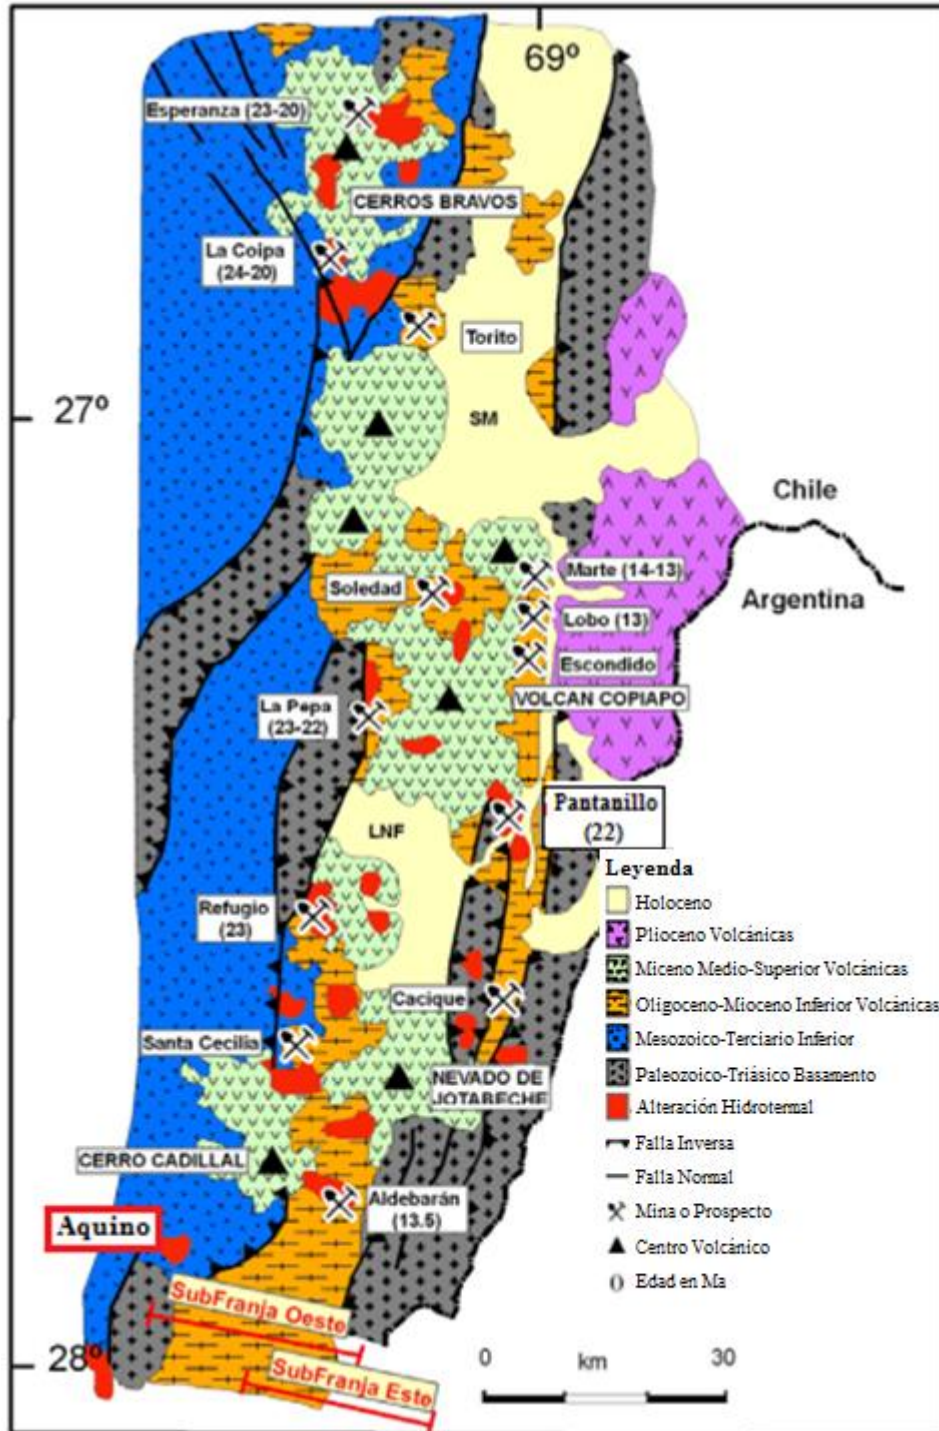 69º
Esperanza (23-20)
CERROS BRAVOS
La Coipa
(24-20)
Torito
27º
SM
Chile
Argentina
Marte (14-13)
Soledad
Lobo (13)
Escondido
VOLCAN COPIAPO
La Pepa
(23-22)
Pantanillo
(22)
LNF
Leyenda
Holoceno
Plioceno Volcánicas
Miceno Medio-Superior Volcánicas
Oligoceno-Mioceno Inferior Volcánicas
Mesozoico-Terciario Inferior
Paleozoico-Triásico Basamento
Alteración Hidrotermal
Falla Inversa
Falla Normal
Mina o Prospecto
Centro Volcánico
() Edad en Ma
Refugio
(23)
Cacique
Santa Cecilia
NEVADO DE
JOTABECHE
CERRO CADILLAL
Aldebarán
(13.5)
Aquino
SubFranja Oeste
SubFranja Este
28º
0 km 30